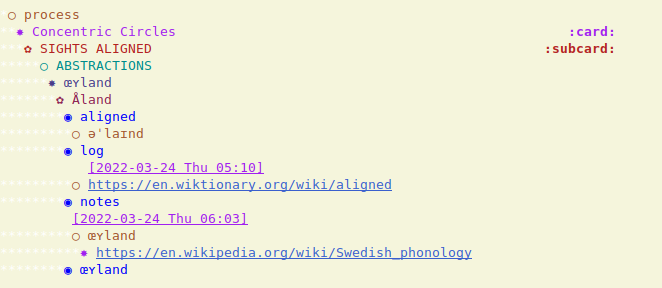 process
Concentric Circles :card:
SIGHTS ALIGNED :subcard:
ABSTRACTIONS
œʏland
Åland
aligned
əˈlaɪnd
log
[2022-03-24 Thu 05:10]
https://en.wiktionary.org/wiki/aligned
notes
[2022-03-24 Thu 06:03]
œʏland
https://en.wikipedia.org/wiki/Swedish_phonology
œʏland